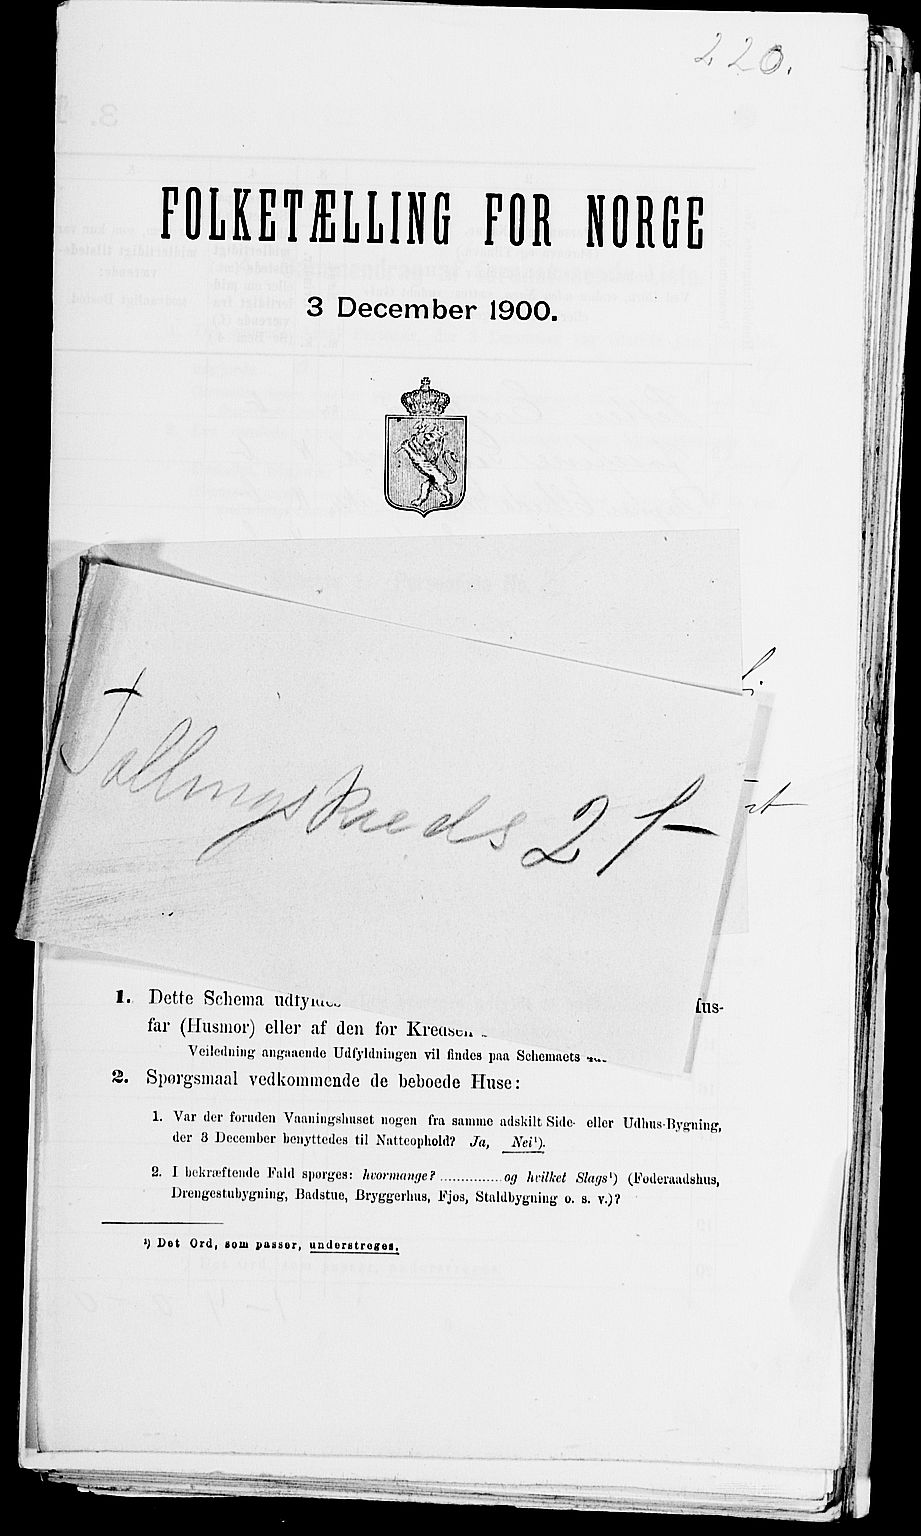 220.
FOLKETÆLLING FOR NORGE
3 December 1900.
Tællingskreds 21
1. Dette Schema udfyldes
far (Husmor) eller af den for
Veiledning angaaende Udfyldningen vil findes paa Schemaets
2. Spørgsmaal vedkommende de beboede Huse:
1. Var der foruden Vaaningshuset nogen fra samme adskilt Side- eller Udhus-Bygning,
der 3 December benyttedes til Natteophold? Ja, Nei¹).
2. I bekræftende Fald spørges: hvormange? ............... og hvilket Slags¹) (Føderaadshus,
Drengestubygning, Badstue, Bryggerhus, Fjos, Staldbygning o. s. v.)?
¹) Det Ord, som passer, understreges.